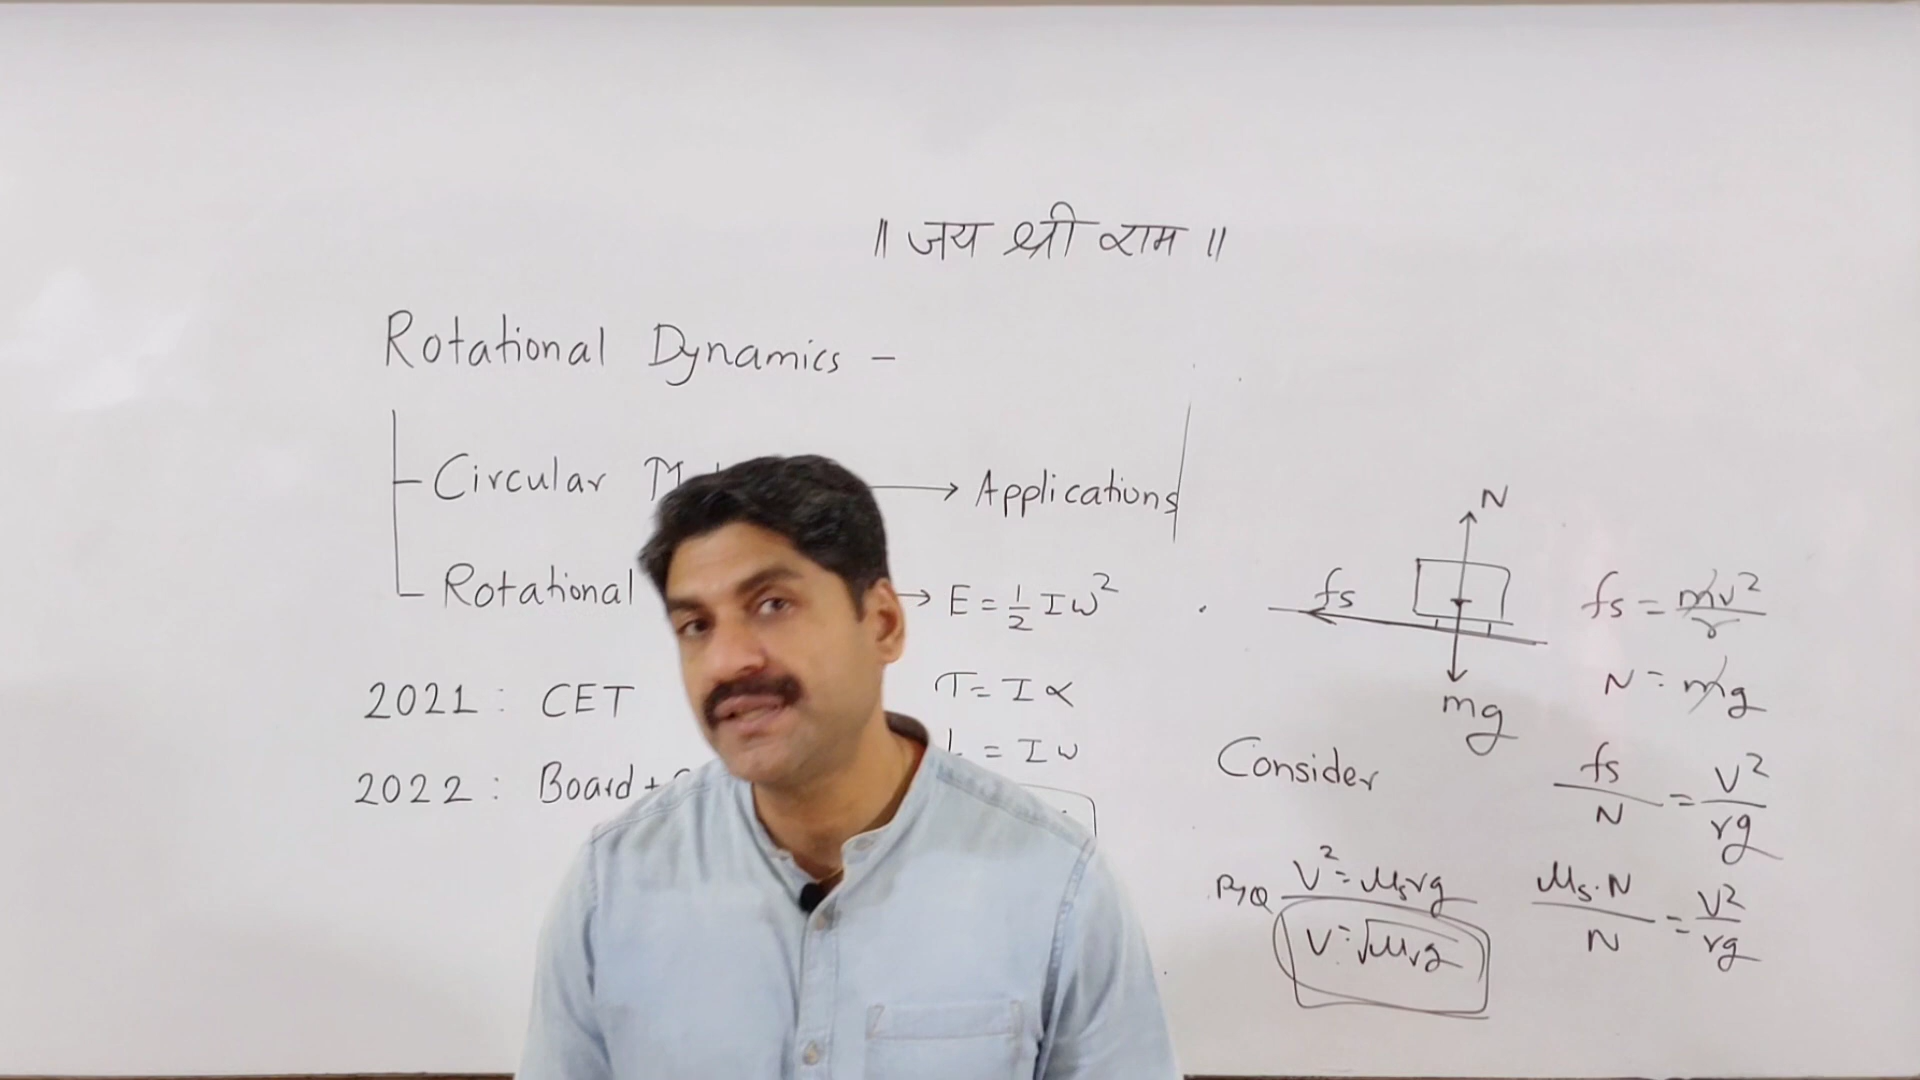 ॥ जय श्री राम ॥
Rotational Dynamics -
Circular → Applications
Rotational → E = 1/2 Iω²
2021 : CET τ = Iα
= Iω
2022 : Board +
N
fs
mg
fs = mv²/r
N = mg
Consider
fs/N = V²/rg
PYQ V² = μsrg
μs.N/N = V²/rg
V = √μrg